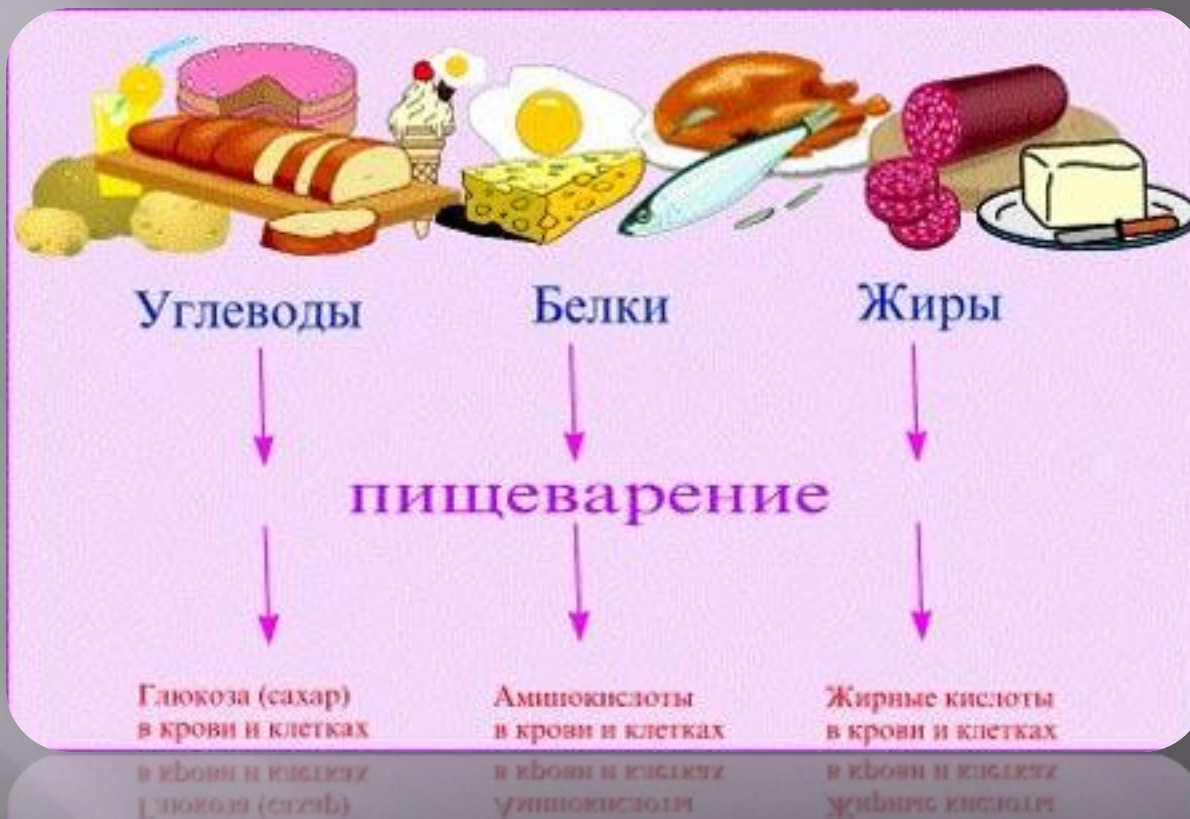 Углеводы Белки Жиры
пищеварение
Глюкоза (сахар)
в крови и клетках
Аминокислоты
в крови и клетках
Жирные кислоты
в крови и клетках